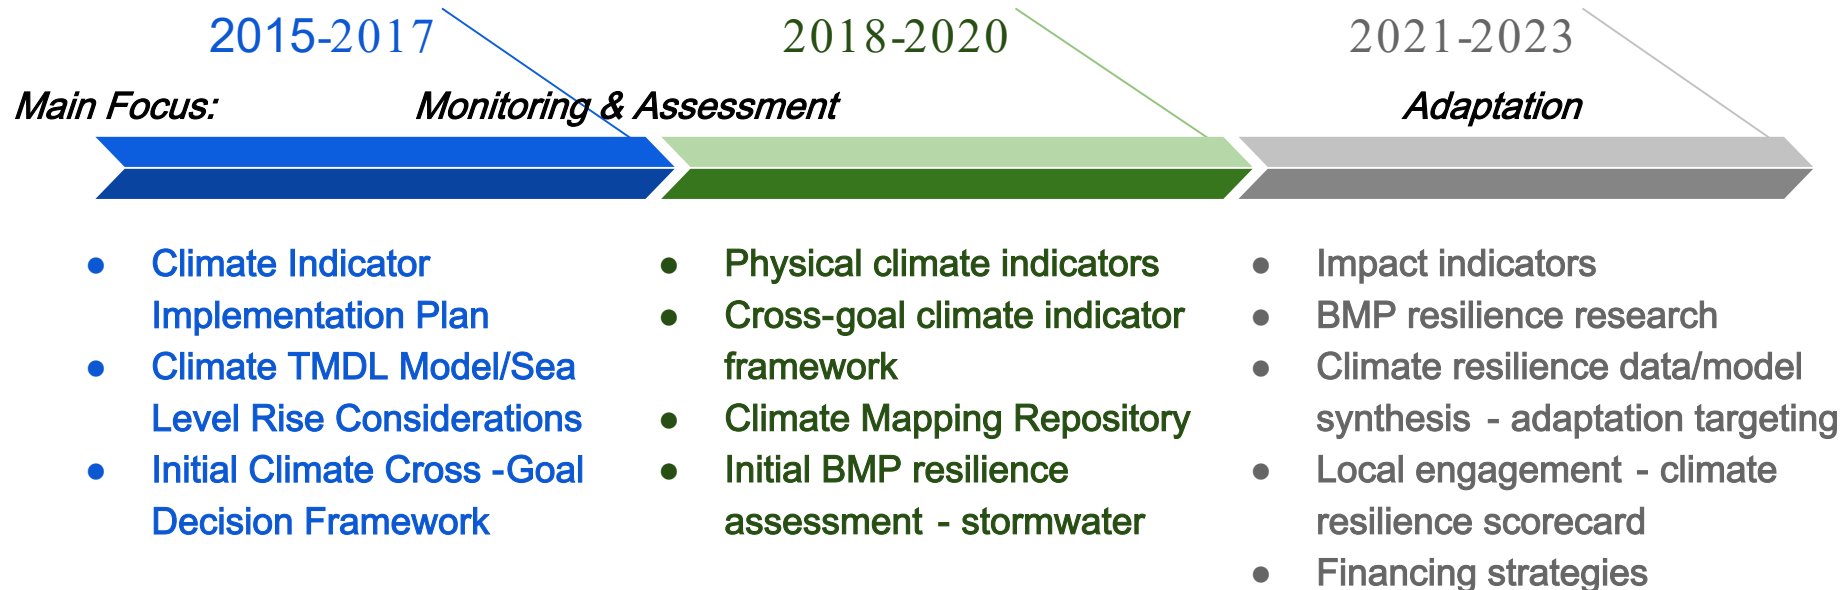 2015-2017
2018-2020
2021-2023
Main Focus:
Monitoring & Assessment
Adaptation
● Climate Indicator
Implementation Plan
● Climate TMDL Model/Sea
Level Rise Considerations
● Initial Climate Cross -Goal
Decision Framework
● Physical climate indicators
● Cross-goal climate indicator
framework
● Climate Mapping Repository
● Initial BMP resilience
assessment - stormwater
● Impact indicators
● BMP resilience research
● Climate resilience data/model
synthesis - adaptation targeting
● Local engagement - climate
resilience scorecard
● Financing strategies